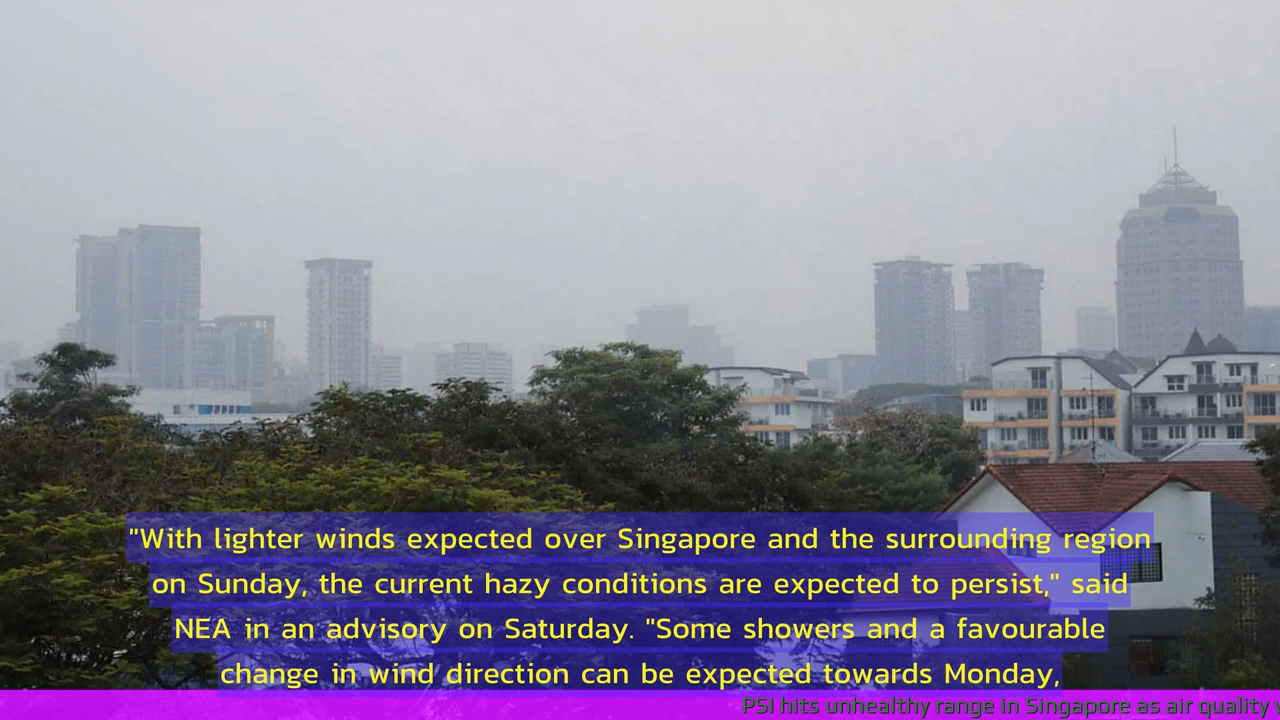 "With lighter winds expected over Singapore and the surrounding region
on Sunday, the current hazy conditions are expected to persist," said
NEA in an advisory on Saturday. "Some showers and a favourable
change in wind direction can be expected towards Monday,
PSI hits unhealthy range in Singapore as air quality